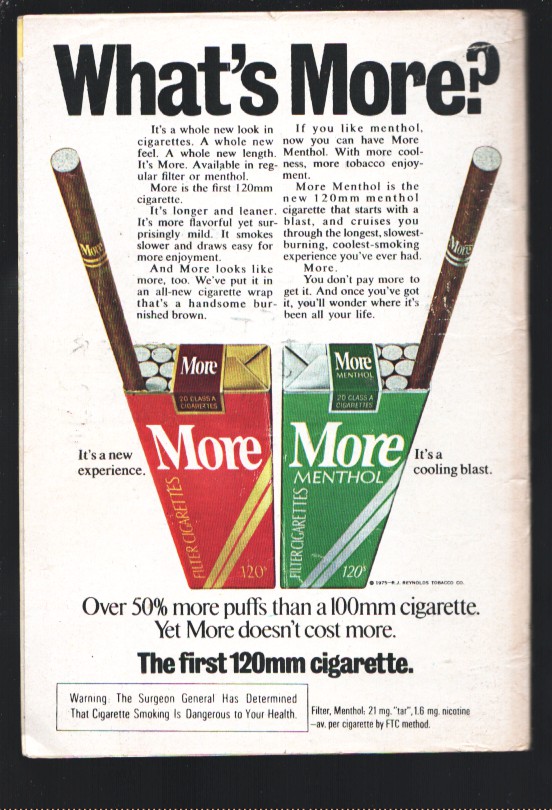 What's More?
It's a whole new look in
cigarettes. A whole new
feel. A whole new length.
It's More. Available in reg-
ular filter or menthol.
More is the first 120mm
cigarette.
It's longer and leaner.
It's more flavorful yet sur-
prisingly mild. It smokes
slower and draws easy for
more enjoyment.
And More looks like
more, too. We've put it in
an all-new cigarette wrap
that's a handsome bur-
nished brown.
If you like menthol,
now you can have More
Menthol. With more cool-
ness, more tobacco enjoy-
ment.
More Menthol is the
new 120mm menthol
cigarette that starts with a
blast, and cruises you
through the longest, slowest-
burning, coolest-smoking
experience you've ever had.
More.
You don't pay more to
get it. And once you've got
it, you'll wonder where it's
been all your life.
More
More
More
20 CLASS A
CIGARETTES
More
FILTER CIGARETTES
120's
More
MENTHOL
20 CLASS A
CIGARETTES
More
MENTHOL
FILTER CIGARETTES
120's
It's a new
experience.
It's a
cooling blast.
© 1975—R.J. REYNOLDS TOBACCO CO.
Over 50% more puffs than a 100mm cigarette.
Yet More doesn't cost more.
The first 120mm cigarette.
Warning: The Surgeon General Has Determined
That Cigarette Smoking Is Dangerous to Your Health.
Filter, Menthol: 21 mg. "tar", 1.6 mg. nicotine
—av. per cigarette by FTC method.